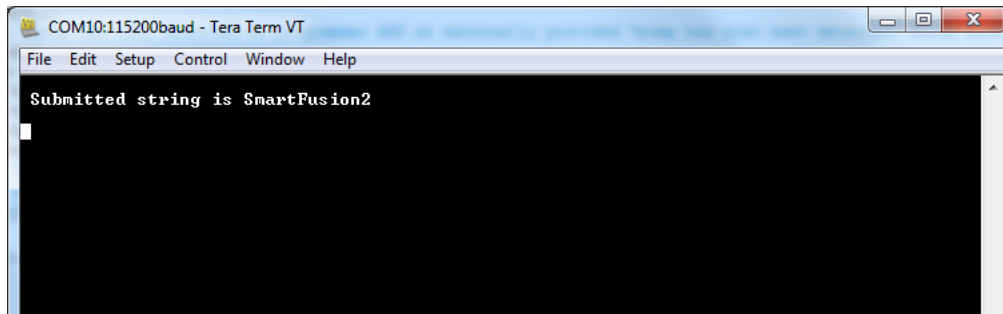 COM10:115200baud - Tera Term VT
File Edit Setup Control Window Help
Submitted string is SmartFusion2